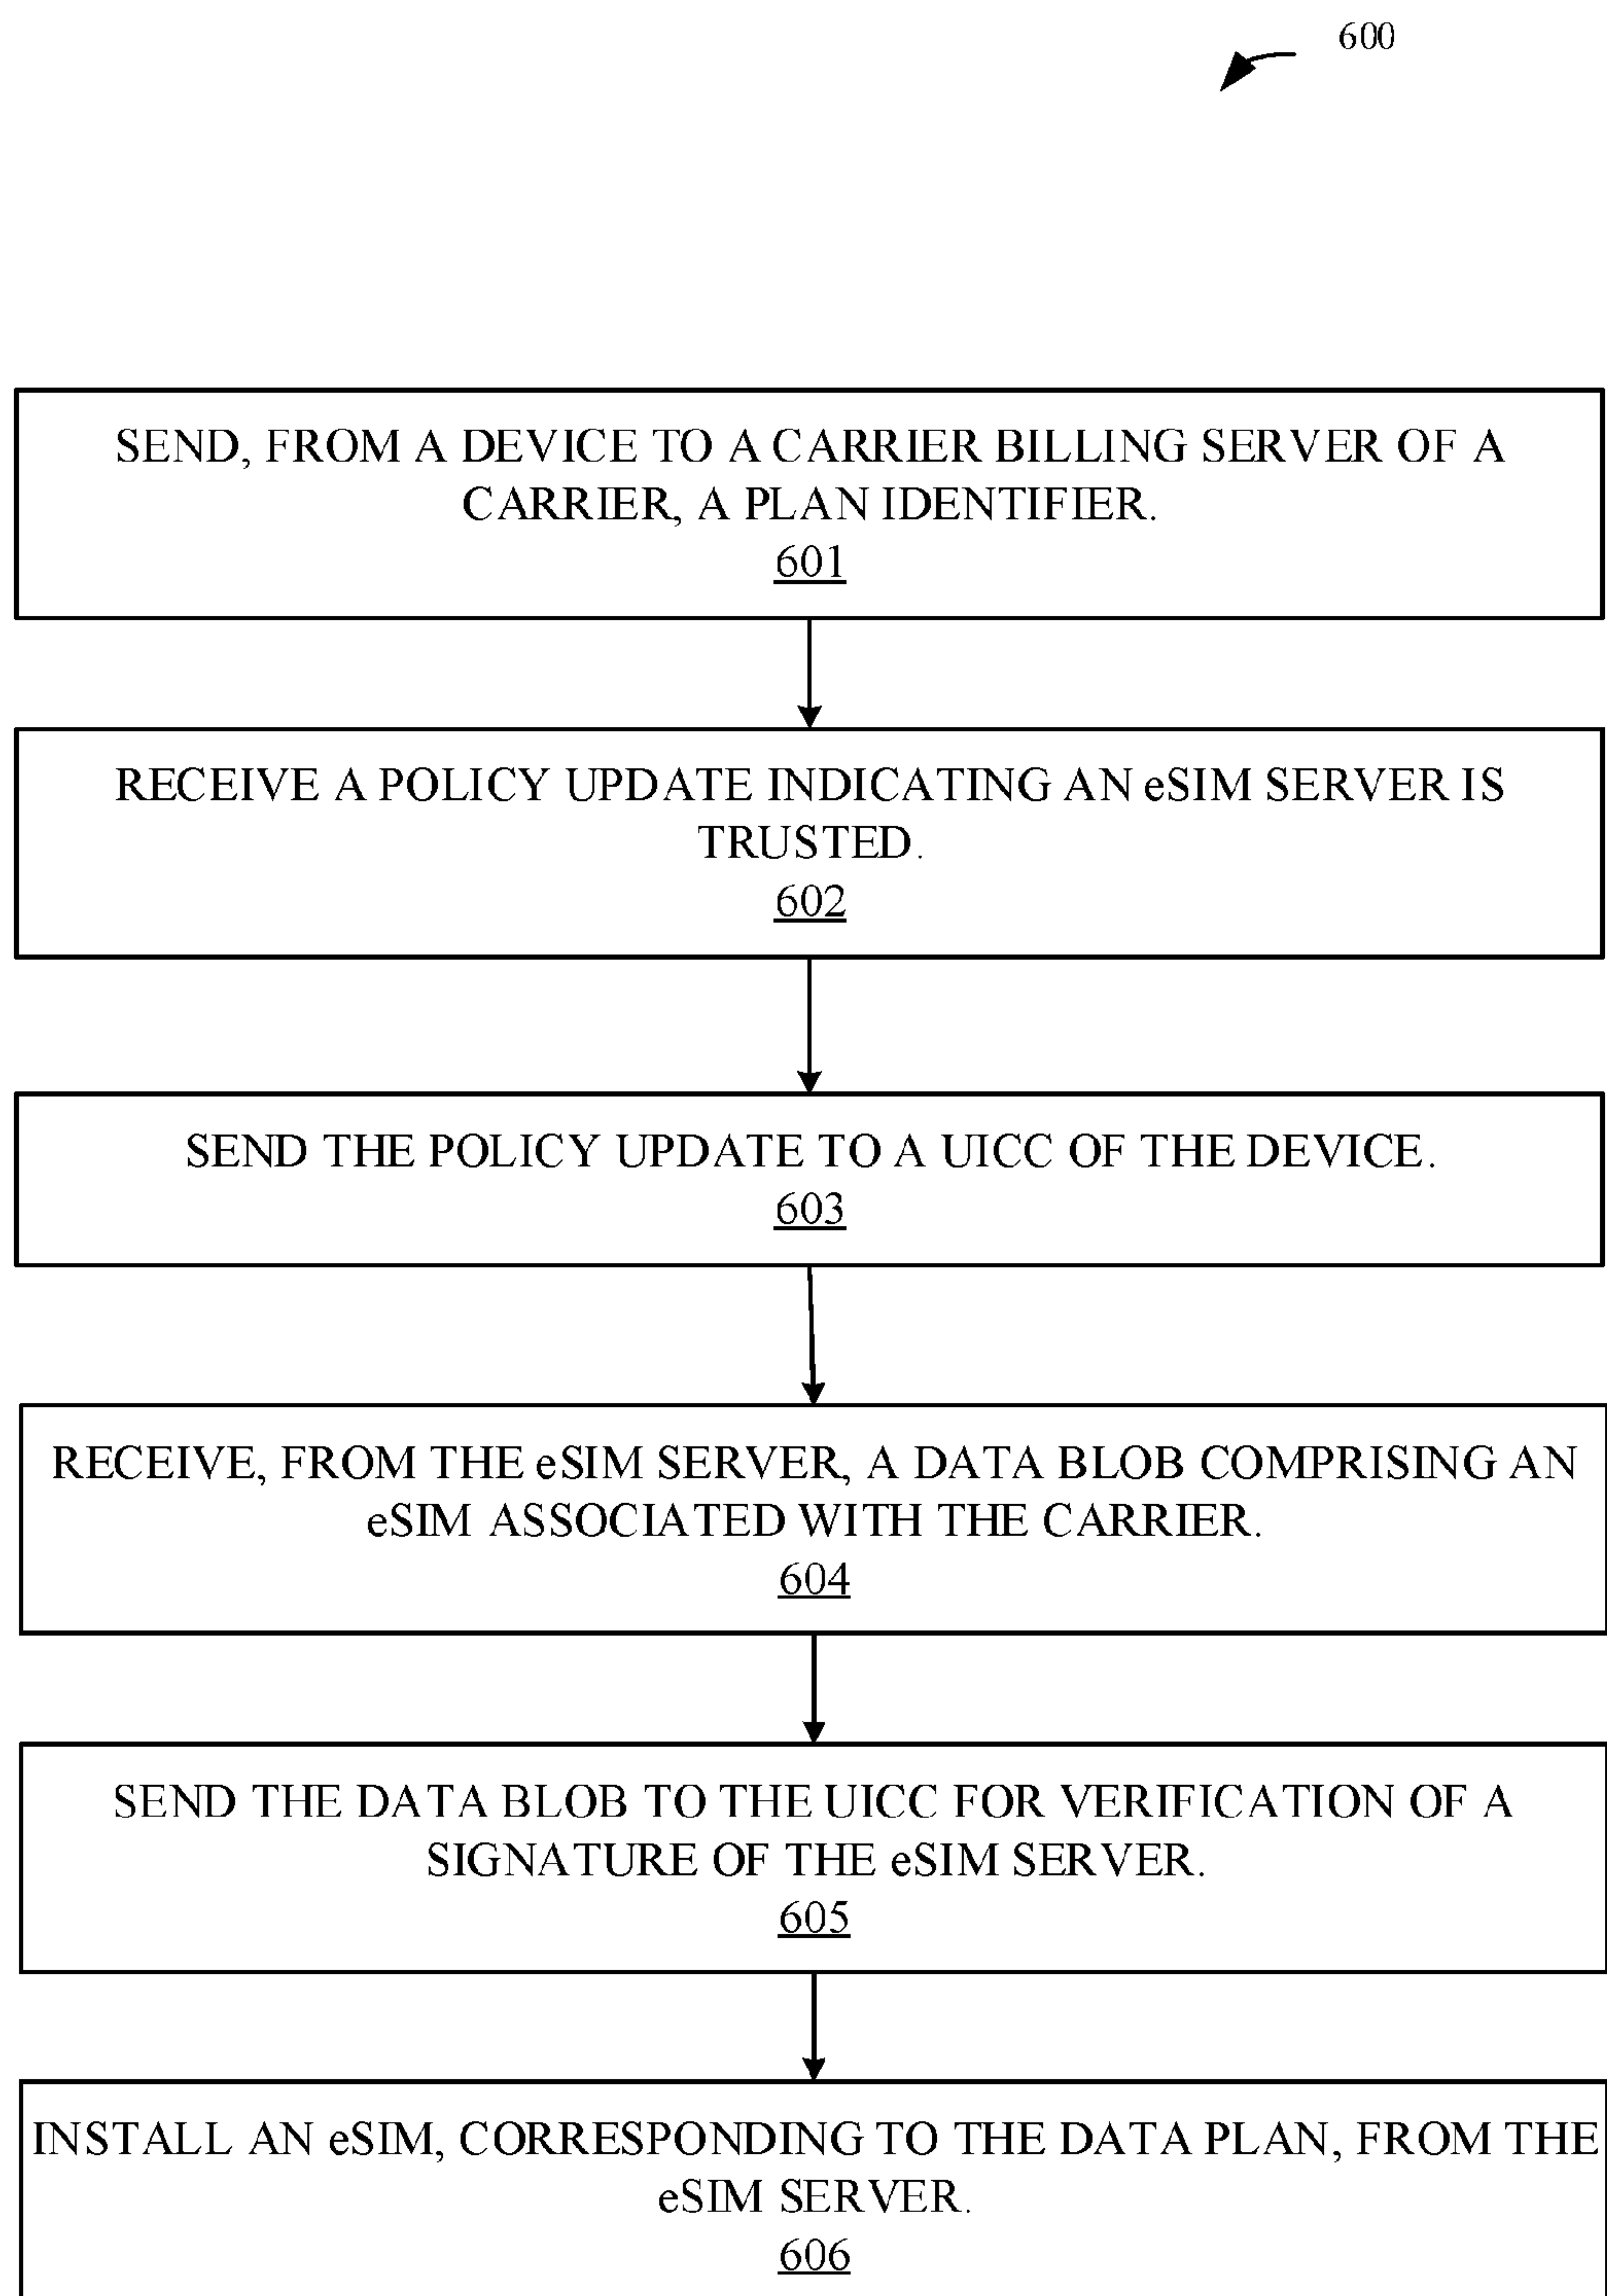 600
SEND, FROM A DEVICE TO A CARRIER BILLING SERVER OF A
CARRIER, A PLAN IDENTIFIER.
601
RECEIVE A POLICY UPDATE INDICATING AN eSIM SERVER IS
TRUSTED.
602
SEND THE POLICY UPDATE TO A UICC OF THE DEVICE.
603
RECEIVE, FROM THE eSIM SERVER, A DATA BLOB COMPRISING AN
eSIM ASSOCIATED WITH THE CARRIER.
604
SEND THE DATA BLOB TO THE UICC FOR VERIFICATION OF A
SIGNATURE OF THE eSIM SERVER.
605
INSTALL AN eSIM, CORRESPONDING TO THE DATA PLAN, FROM THE
eSIM SERVER.
606